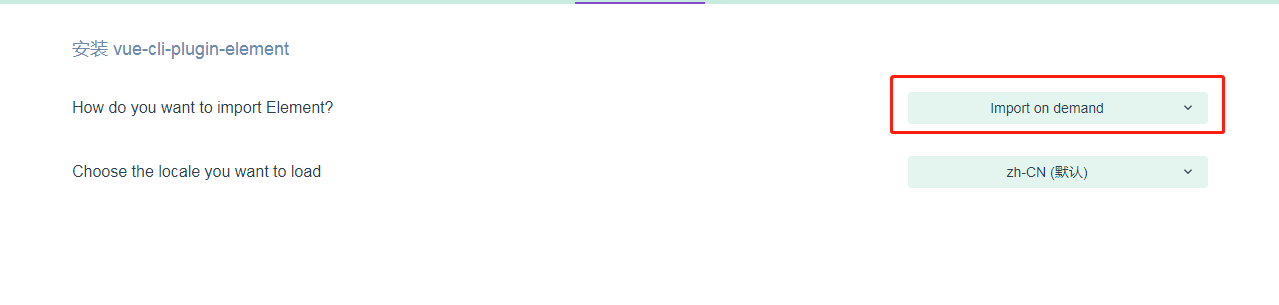 安装 vue-cli-plugin-element
How do you want to import Element?
Import on demand
Choose the locale you want to load
zh-CN (默认)